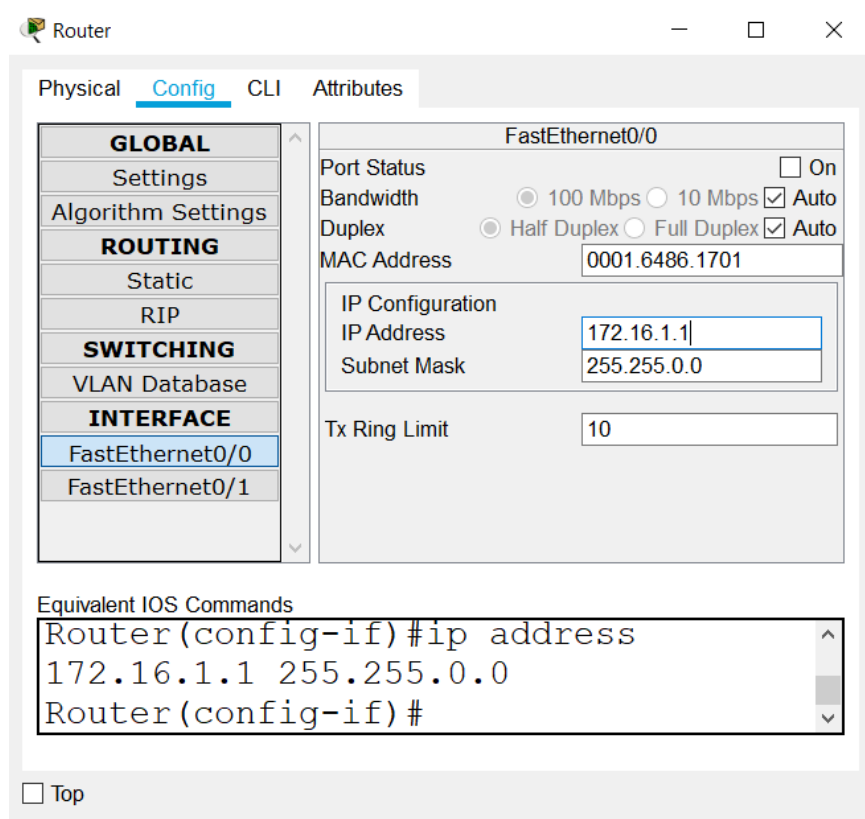 Router
Physical Config CLI Attributes
GLOBAL
Settings
Algorithm Settings
ROUTING
Static
RIP
SWITCHING
VLAN Database
INTERFACE
FastEthernet0/0
FastEthernet0/1
FastEthernet0/0
Port Status On
Bandwidth 100 Mbps 10 Mbps Auto
Duplex Half Duplex Full Duplex Auto
MAC Address 0001.6486.1701
IP Configuration
IP Address 172.16.1.1
Subnet Mask 255.255.0.0
Tx Ring Limit 10
Equivalent IOS Commands
Router(config-if)#ip address
172.16.1.1 255.255.0.0
Router(config-if)#
Top